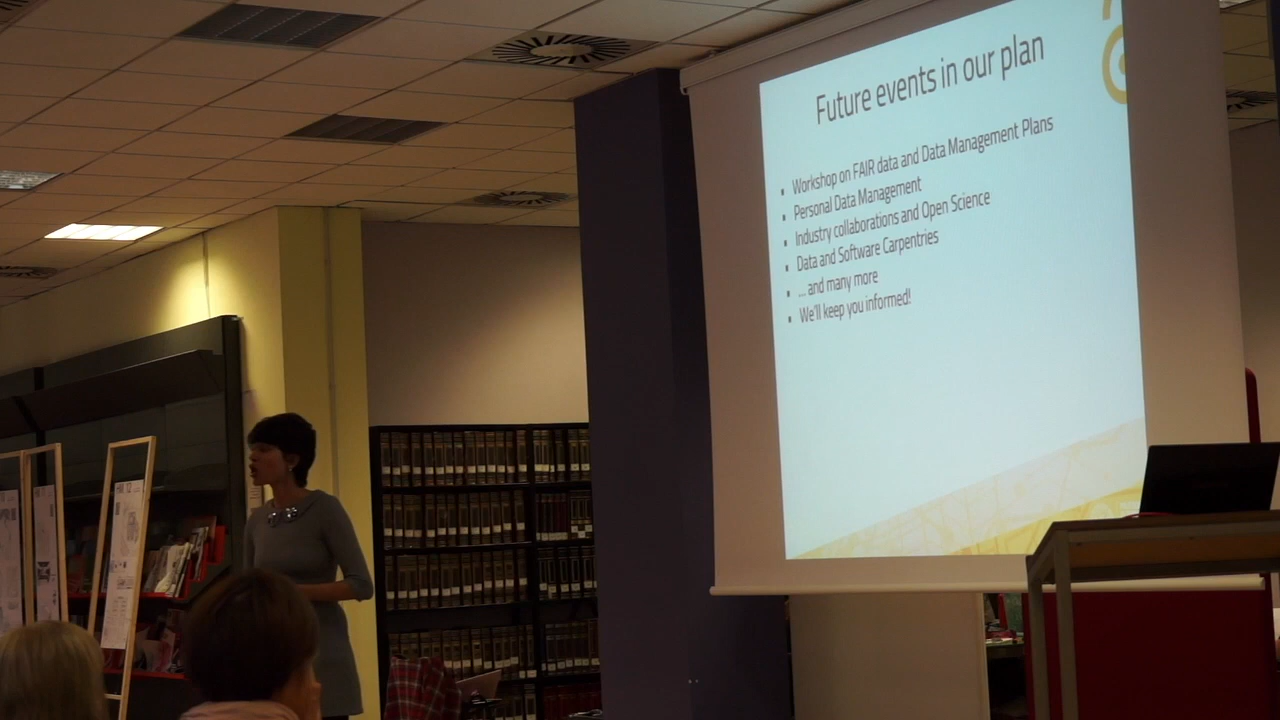 Future events in our plan
Workshop on FAIR data and Data Management Plans
Personal Data Management
Industry collaborations and Open Science
Data and Software Carpentries
... and many more
We'll keep you informed!